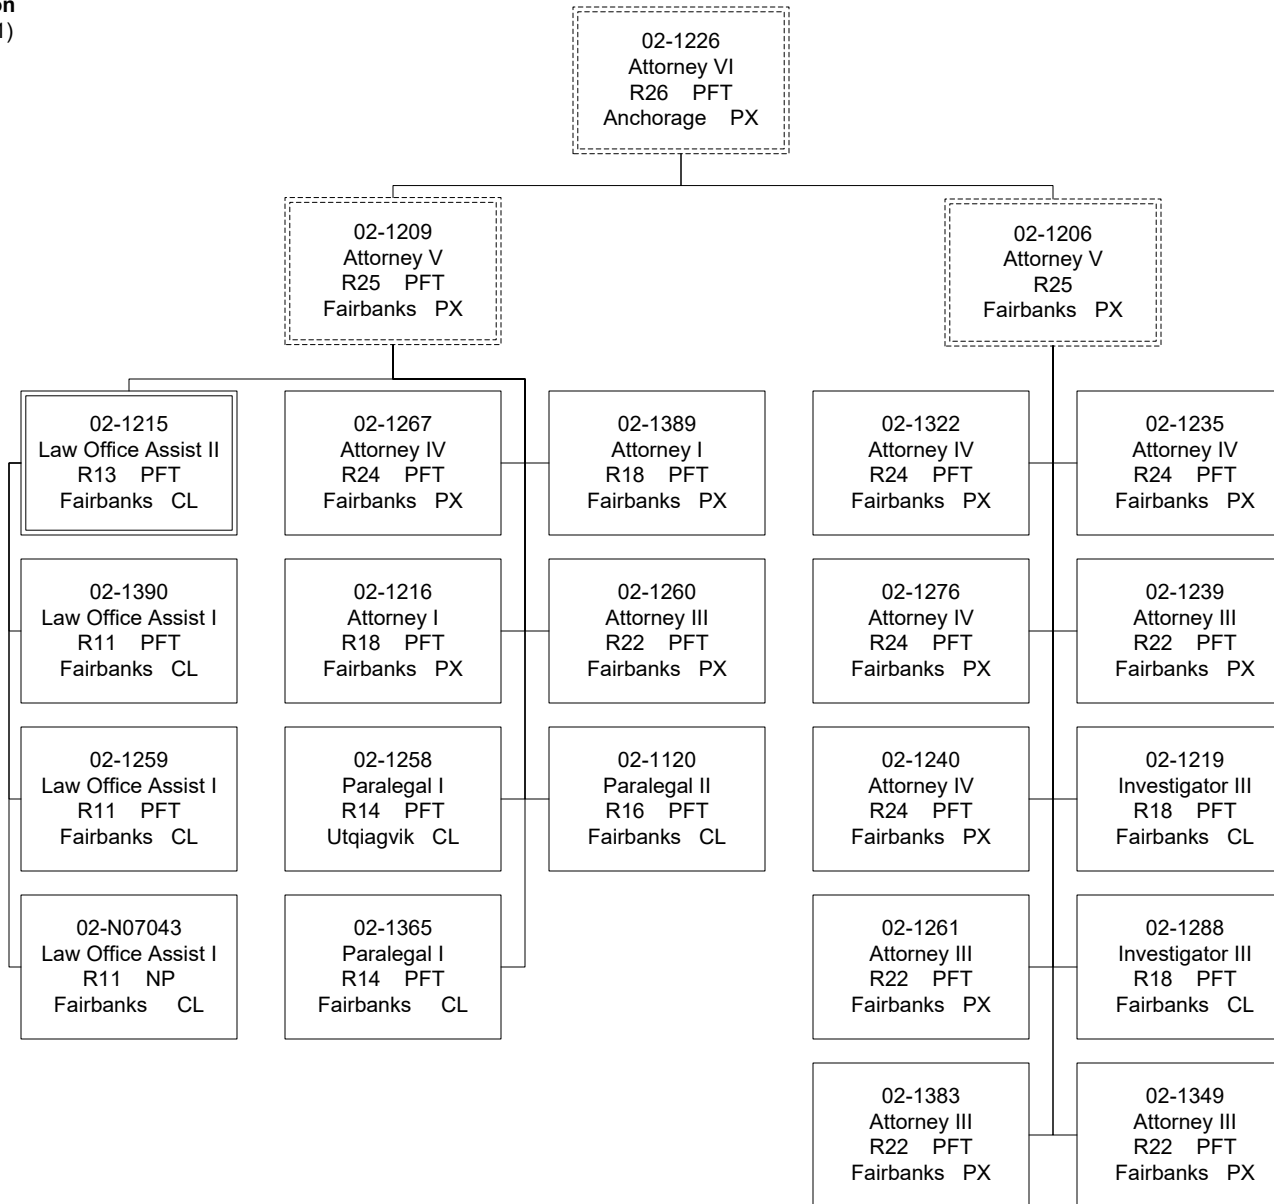 on
1)
02-1226
Attorney VI
R26 PFT
Anchorage PX
02-1209
Attorney V
R25 PFT
Fairbanks PX
02-1206
Attorney V
R25
Fairbanks PX
02-1215
Law Office Assist II
R13 PFT
Fairbanks CL
02-1267
Attorney IV
R24 PFT
Fairbanks PX
02-1389
Attorney I
R18 PFT
Fairbanks PX
02-1322
Attorney IV
R24 PFT
Fairbanks PX
02-1235
Attorney IV
R24 PFT
Fairbanks PX
02-1390
Law Office Assist I
R11 PFT
Fairbanks CL
02-1216
Attorney I
R18 PFT
Fairbanks PX
02-1260
Attorney III
R22 PFT
Fairbanks PX
02-1276
Attorney IV
R24 PFT
Fairbanks PX
02-1239
Attorney III
R22 PFT
Fairbanks PX
02-1259
Law Office Assist I
R11 PFT
Fairbanks CL
02-1258
Paralegal I
R14 PFT
Utqiagvik CL
02-1120
Paralegal II
R16 PFT
Fairbanks CL
02-1240
Attorney IV
R24 PFT
Fairbanks PX
02-1219
Investigator III
R18 PFT
Fairbanks CL
02-N07043
Law Office Assist I
R11 NP
Fairbanks CL
02-1365
Paralegal I
R14 PFT
Fairbanks CL
02-1261
Attorney III
R22 PFT
Fairbanks PX
02-1288
Investigator III
R18 PFT
Fairbanks CL
02-1383
Attorney III
R22 PFT
Fairbanks PX
02-1349
Attorney III
R22 PFT
Fairbanks PX